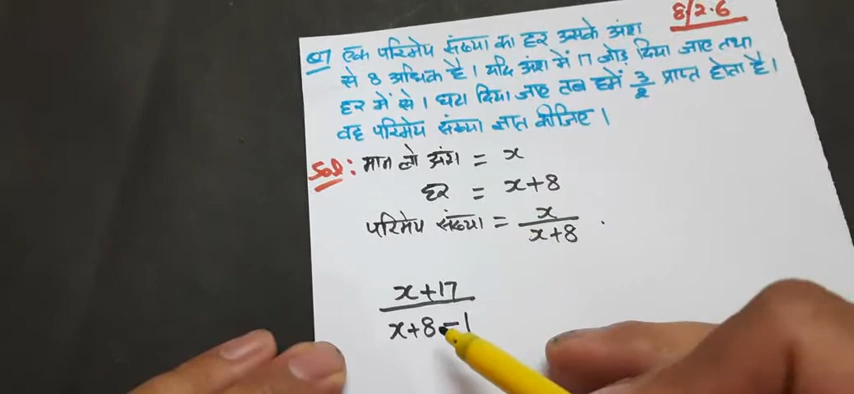 8/2.6
Q7 एक परिमेय संख्या का हर उसके अंश
से 8 अधिक है। यदि अंश में 17 जोड़ दिया जाए तथा
हर में से 1 घटा दिया जाए तब हमें 3/2 प्राप्त होता है।
वह परिमेय संख्या ज्ञात कीजिए।
Sol: मान लो अंश = x
हर = x+8
परिमेय संख्या = x/x+8 .
x+17
x+8-1